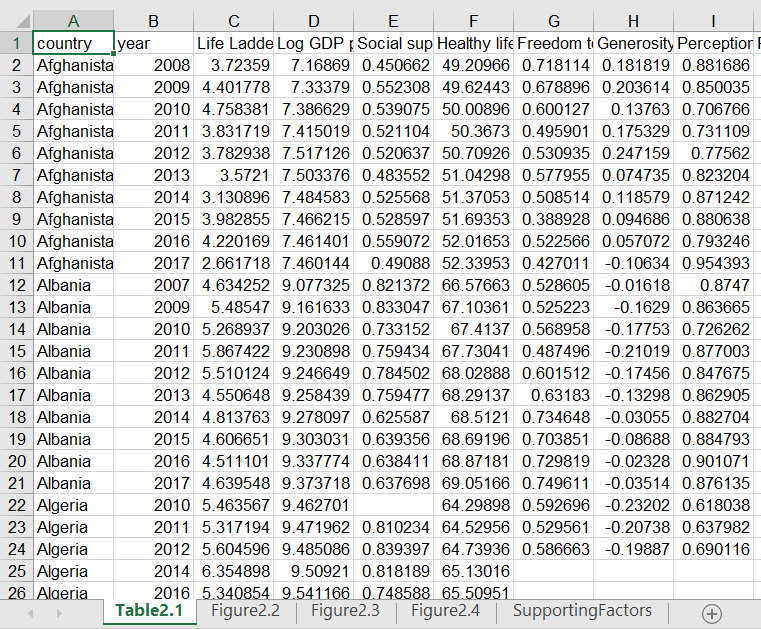 A B C D E F G H I
1 country year Life Ladde Log GDP p Social sup Healthy life Freedom t Generosity Perception
2 Afghanista 2008 3.72359 7.16869 0.450662 49.20966 0.718114 0.181819 0.881686
3 Afghanista 2009 4.401778 7.33379 0.552308 49.62443 0.678896 0.203614 0.850035
4 Afghanista 2010 4.758381 7.386629 0.539075 50.00896 0.600127 0.13763 0.706766
5 Afghanista 2011 3.831719 7.415019 0.521104 50.3673 0.495901 0.175329 0.731109
6 Afghanista 2012 3.782938 7.517126 0.520637 50.70926 0.530935 0.247159 0.77562
7 Afghanista 2013 3.5721 7.503376 0.483552 51.04298 0.577955 0.074735 0.823204
8 Afghanista 2014 3.130896 7.484583 0.525568 51.37053 0.508514 0.118579 0.871242
9 Afghanista 2015 3.982855 7.466215 0.528597 51.69353 0.388928 0.094686 0.880638
10 Afghanista 2016 4.220169 7.461401 0.559072 52.01653 0.522566 0.057072 0.793246
11 Afghanista 2017 2.661718 7.460144 0.49088 52.33953 0.427011 -0.10634 0.954393
12 Albania 2007 4.634252 9.077325 0.821372 66.57663 0.528605 -0.01618 0.8747
13 Albania 2009 5.48547 9.161633 0.833047 67.10361 0.525223 -0.1629 0.863665
14 Albania 2010 5.268937 9.203026 0.733152 67.4137 0.568958 -0.17753 0.726262
15 Albania 2011 5.867422 9.230898 0.759434 67.73041 0.487496 -0.21019 0.877003
16 Albania 2012 5.510124 9.246649 0.784502 68.02888 0.601512 -0.17456 0.847675
17 Albania 2013 4.550648 9.258439 0.759477 68.29137 0.63183 -0.13298 0.862905
18 Albania 2014 4.813763 9.278097 0.625587 68.5121 0.734648 -0.03055 0.882704
19 Albania 2015 4.606651 9.303031 0.639356 68.69196 0.703851 -0.08688 0.884793
20 Albania 2016 4.511101 9.337774 0.638411 68.87181 0.729819 -0.02328 0.901071
21 Albania 2017 4.639548 9.373718 0.637698 69.05166 0.749611 -0.03514 0.876135
22 Algeria 2010 5.463567 9.462701 64.29898 0.592696 -0.23202 0.618038
23 Algeria 2011 5.317194 9.471962 0.810234 64.52956 0.529561 -0.20738 0.637982
24 Algeria 2012 5.604596 9.485086 0.839397 64.73936 0.586663 -0.19887 0.690116
25 Algeria 2014 6.354898 9.50921 0.818189 65.13016
26 Algeria 2016 5.340854 9.541166 0.748588 65.50951
Table2.1 Figure2.2 Figure2.3 Figure2.4 SupportingFactors